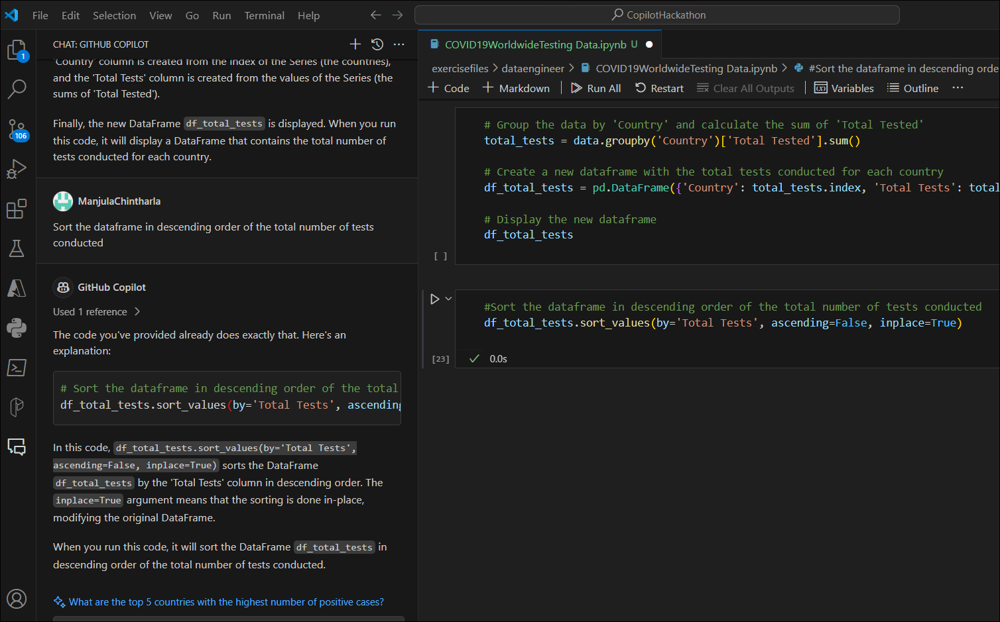 File Edit Selection View Go Run Terminal Help
CopilotHackathon
1
106
CHAT: GITHUB COPILOT
'Country' column is created from the index of the Series (the countries),
and the 'Total Tests' column is created from the values of the Series (the
sums of 'Total Tested').
Finally, the new DataFrame df_total_tests is displayed. When you run
this code, it will display a DataFrame that contains the total number of
tests conducted for each country.
ManjulaChintharla
Sort the dataframe in descending order of the total number of tests
conducted
GitHub Copilot
Used 1 reference
The code you've provided already does exactly that. Here's an
explanation:
# Sort the dataframe in descending order of the total
df_total_tests.sort_values(by='Total Tests', ascending
In this code, df_total_tests.sort_values(by='Total Tests',
ascending=False, inplace=True) sorts the DataFrame
df_total_tests by the 'Total Tests' column in descending order. The
inplace=True argument means that the sorting is done in-place,
modifying the original DataFrame.
When you run this code, it will sort the DataFrame df_total_tests in
descending order of the total number of tests conducted.
What are the top 5 countries with the highest number of positive cases?
COVID19WorldwideTesting Data.ipynb U
exercisefiles > dataengineer > COVID19WorldwideTesting Data.ipynb > #Sort the dataframe in descending orde
+ Code + Markdown Run All Restart Clear All Outputs Variables Outline ...
# Group the data by 'Country' and calculate the sum of 'Total Tested'
total_tests = data.groupby('Country')['Total Tested'].sum()
# Create a new dataframe with the total tests conducted for each country
df_total_tests = pd.DataFrame({'Country': total_tests.index, 'Total Tests': total
# Display the new dataframe
df_total_tests
[ ]
#Sort the dataframe in descending order of the total number of tests conducted
df_total_tests.sort_values(by='Total Tests', ascending=False, inplace=True)
[23] 0.0s